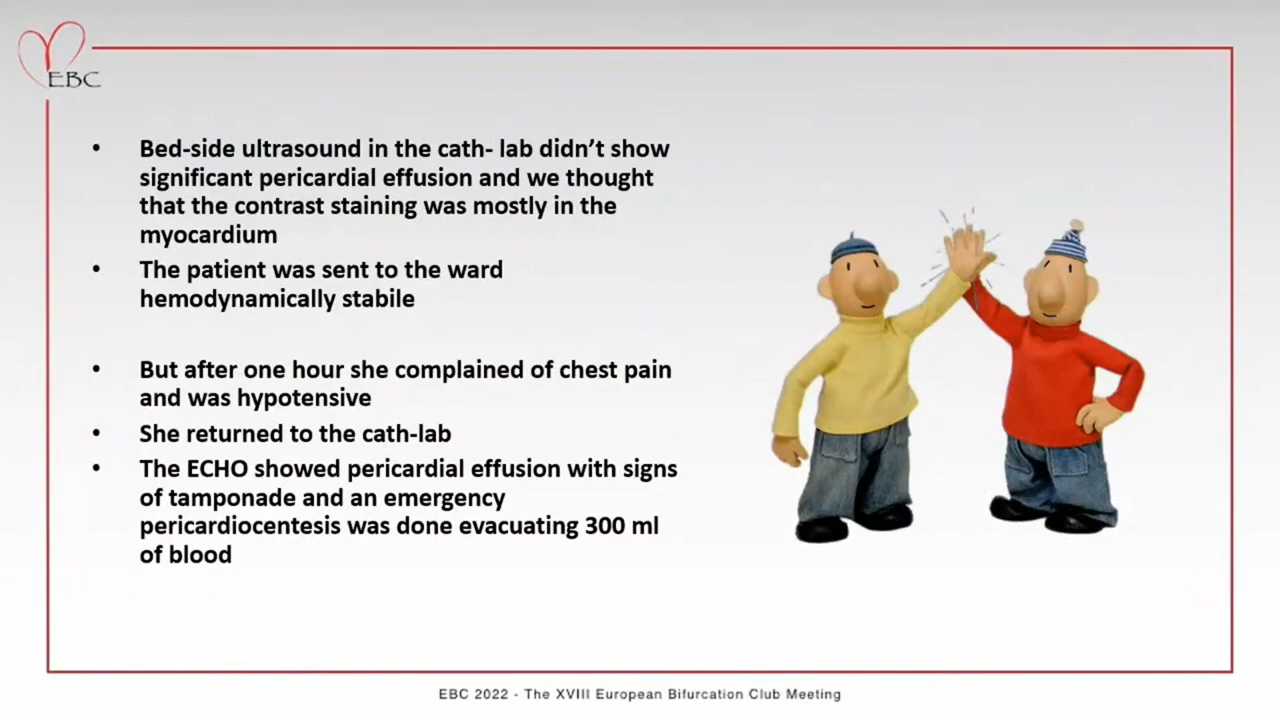 EBC
• Bed-side ultrasound in the cath- lab didn’t show
significant pericardial effusion and we thought
that the contrast staining was mostly in the
myocardium
• The patient was sent to the ward
hemodynamically stabile
• But after one hour she complained of chest pain
and was hypotensive
• She returned to the cath-lab
• The ECHO showed pericardial effusion with signs
of tamponade and an emergency
pericardiocentesis was done evacuating 300 ml
of blood
EBC 2022 - The XVIII European Bifurcation Club Meeting